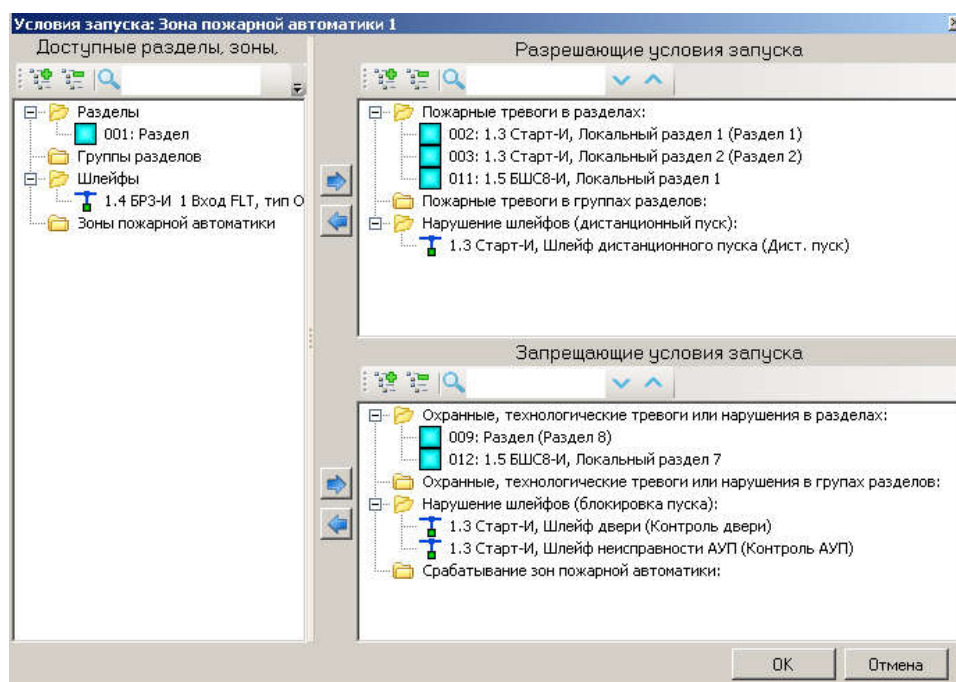 Условия запуска: Зона пожарной автоматики 1
Доступные разделы, зоны,
Разделы
001: Раздел
Группы разделов
Шлейфы
1.4 БРЗ-И 1 Вход FLT, тип О
Зоны пожарной автоматики
Разрешающие условия запуска
Пожарные тревоги в разделах:
002: 1.3 Старт-И, Локальный раздел 1 (Раздел 1)
003: 1.3 Старт-И, Локальный раздел 2 (Раздел 2)
011: 1.5 БШС8-И, Локальный раздел 1
Пожарные тревоги в группах разделов:
Нарушение шлейфов (дистанционный пуск):
1.3 Старт-И, Шлейф дистанционного пуска (Дист. пуск)
Запрещающие условия запуска
Охранные, технологические тревоги или нарушения в разделах:
009: Раздел (Раздел 8)
012: 1.5 БШС8-И, Локальный раздел 7
Охранные, технологические тревоги или нарушения в групах разделов:
Нарушение шлейфов (блокировка пуска):
1.3 Старт-И, Шлейф двери (Контроль двери)
1.3 Старт-И, Шлейф неисправности АУП (Контроль АУП)
Срабатывание зон пожарной автоматики:
OK
Отмена